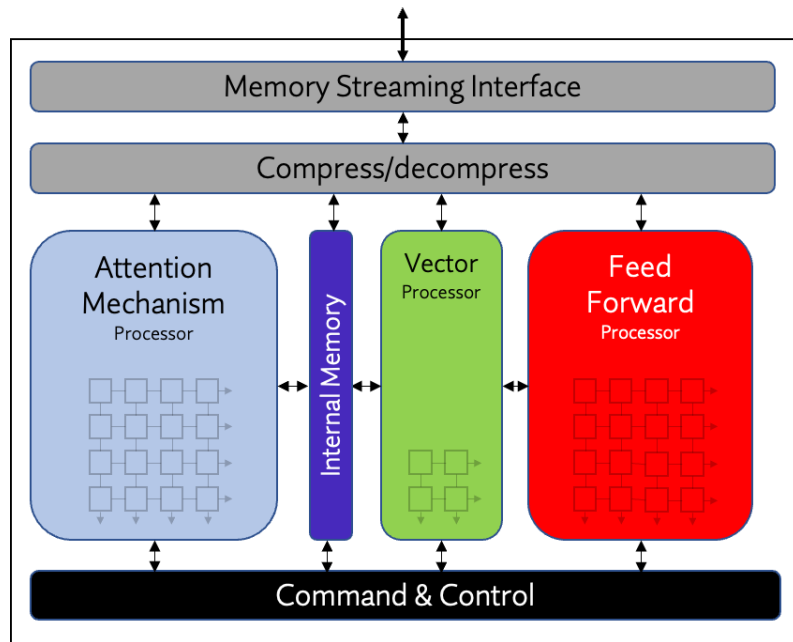 Memory Streaming Interface
Compress/decompress
Attention
Mechanism
Processor
Internal Memory
Vector
Processor
Feed
Forward
Processor
Command & Control